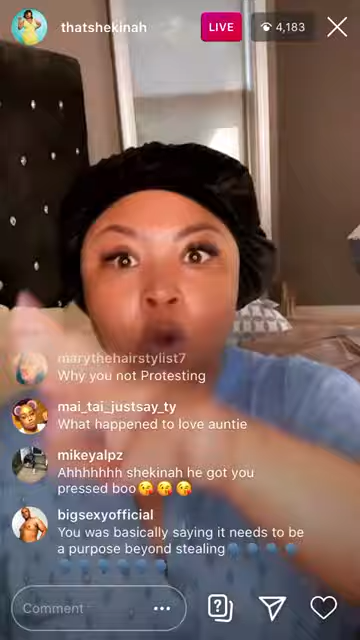 thatshekinah LIVE 4,183
marythehairstylist7
Why you not Protesting
mai_tai_justsay_ty
What happened to love auntie
mikeyalpz
Ahhhhhhh shekinah he got you
pressed boo😘😘😘
bigsexyofficial
You was basically saying it needs to be
a purpose beyond stealing
Comment